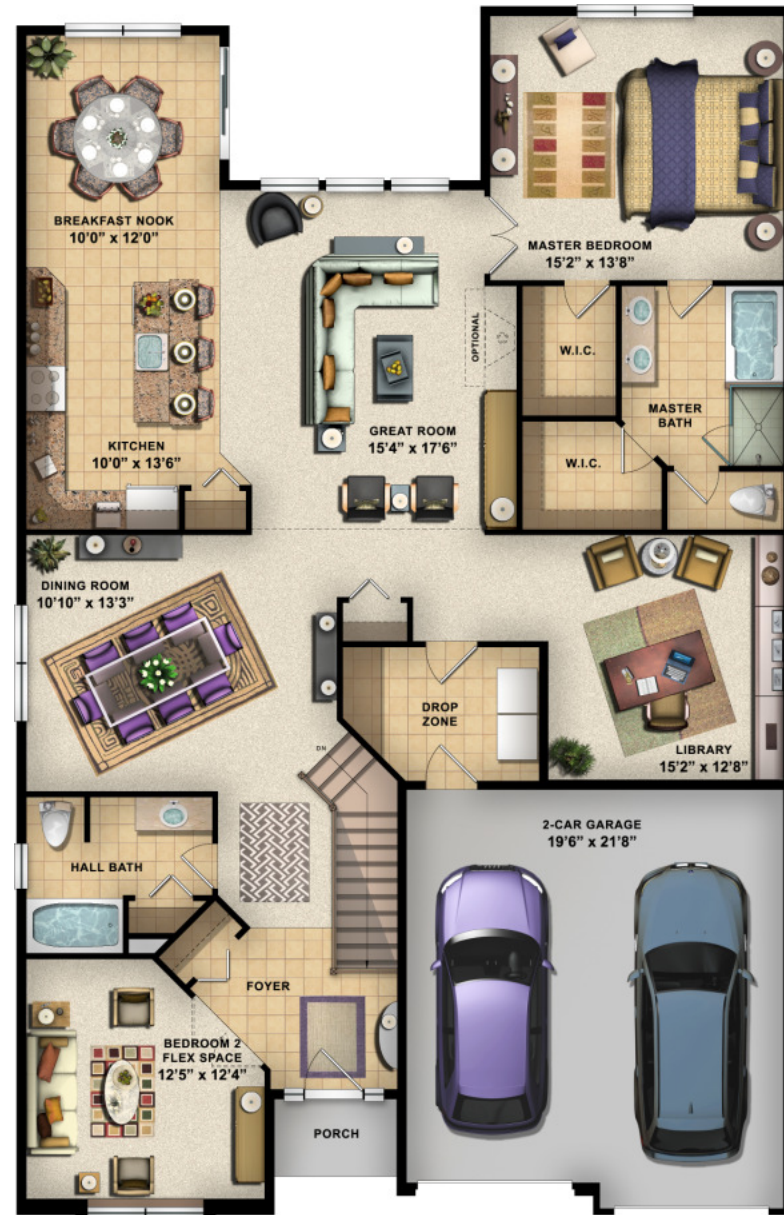 BREAKFAST NOOK
10’0” x 12’0”
MASTER BEDROOM
15’2” x 13’8”
OPTIONAL
W.I.C.
KITCHEN
10’0” x 13’6”
GREAT ROOM
15’4” x 17’6”
MASTER
BATH
W.I.C.
DINING ROOM
10’10” x 13’3”
DROP
ZONE
LIBRARY
15’2” x 12’8”
DN
HALL BATH
2-CAR GARAGE
19’6” x 21’8”
FOYER
BEDROOM 2
FLEX SPACE
12’5” x 12’4”
PORCH